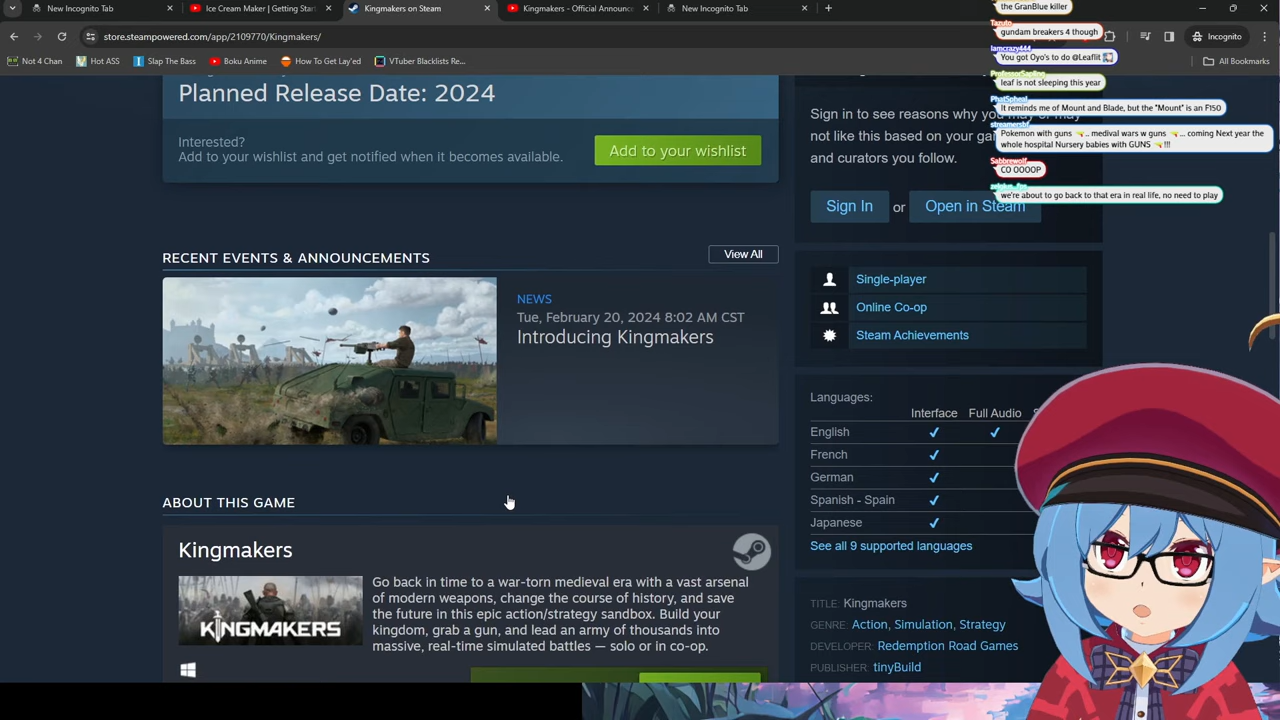 New Incognito Tab
Ice Cream Maker | Getting Star
Kingmakers on Steam
Kingmakers - Official Announc
New Incognito Tab
store.steampowered.com/app/2109770/King
Incognito
Not 4 Chan
Hot ASS
Slap The Bass
Boba Anime
Yor Forger
Blacklists Re...
All Bookmarks
the GranBlue killer
Tazuto
gundam breakers 4 though
Iamcrazy444
You got Oyo's to do @Leaflit
ProfessorSapling
leaf is not sleeping this year
PhatSpheal
It reminds me of Mount and Blade, but the "Mount" is an F150
streamersbf
Pokemon with guns .. medival wars w guns ... coming Next year the
whole hospital Nursery babies with GUNS !!!
Sabbrewolf
CO OOOOP
we're about to go back to that era in real life, no need to play
Planned Release Date: 2024
Interested?
Add to your wishlist and get notified when it becomes available.
Add to your wishlist
Sign in to see reasons why you may or may
not like this based on your ga
and curators you follow.
Sign In or Open in Steam
RECENT EVENTS & ANNOUNCEMENTS
View All
NEWS
Tue, February 20, 2024 8:02 AM CST
Introducing Kingmakers
Single-player
Online Co-op
Steam Achievements
Languages:
Interface Full Audio S
English ✔ ✔
French ✔
German ✔
Spanish - Spain ✔
Japanese ✔
See all 9 supported languages
ABOUT THIS GAME
Kingmakers
KINGMAKERS
Go back in time to a war-torn medieval era with a vast arsenal
of modern weapons, change the course of history, and save
the future in this epic action/strategy sandbox. Build your
kingdom, grab a gun, and lead an army of thousands into
massive, real-time simulated battles — solo or in co-op.
TITLE: Kingmakers
GENRE: Action, Simulation, Strategy
DEVELOPER: Redemption Road Games
PUBLISHER: tinyBuild